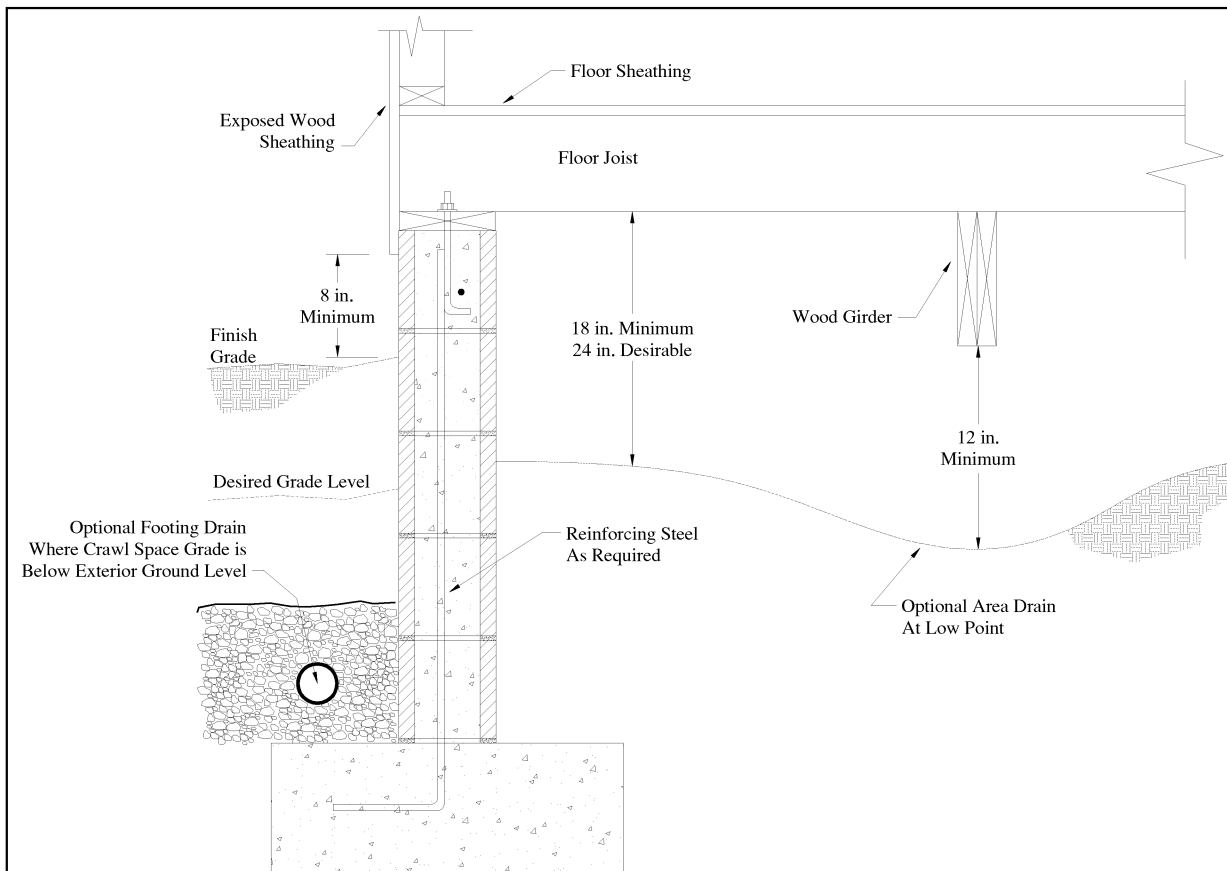 Floor Sheathing
Exposed Wood
Sheathing
Floor Joist
8 in.
Minimum
18 in. Minimum
24 in. Desirable
Wood Girder
Finish
Grade
12 in.
Minimum
Desired Grade Level
Optional Footing Drain
Where Crawl Space Grade is
Below Exterior Ground Level
Reinforcing Steel
As Required
Optional Area Drain
At Low Point